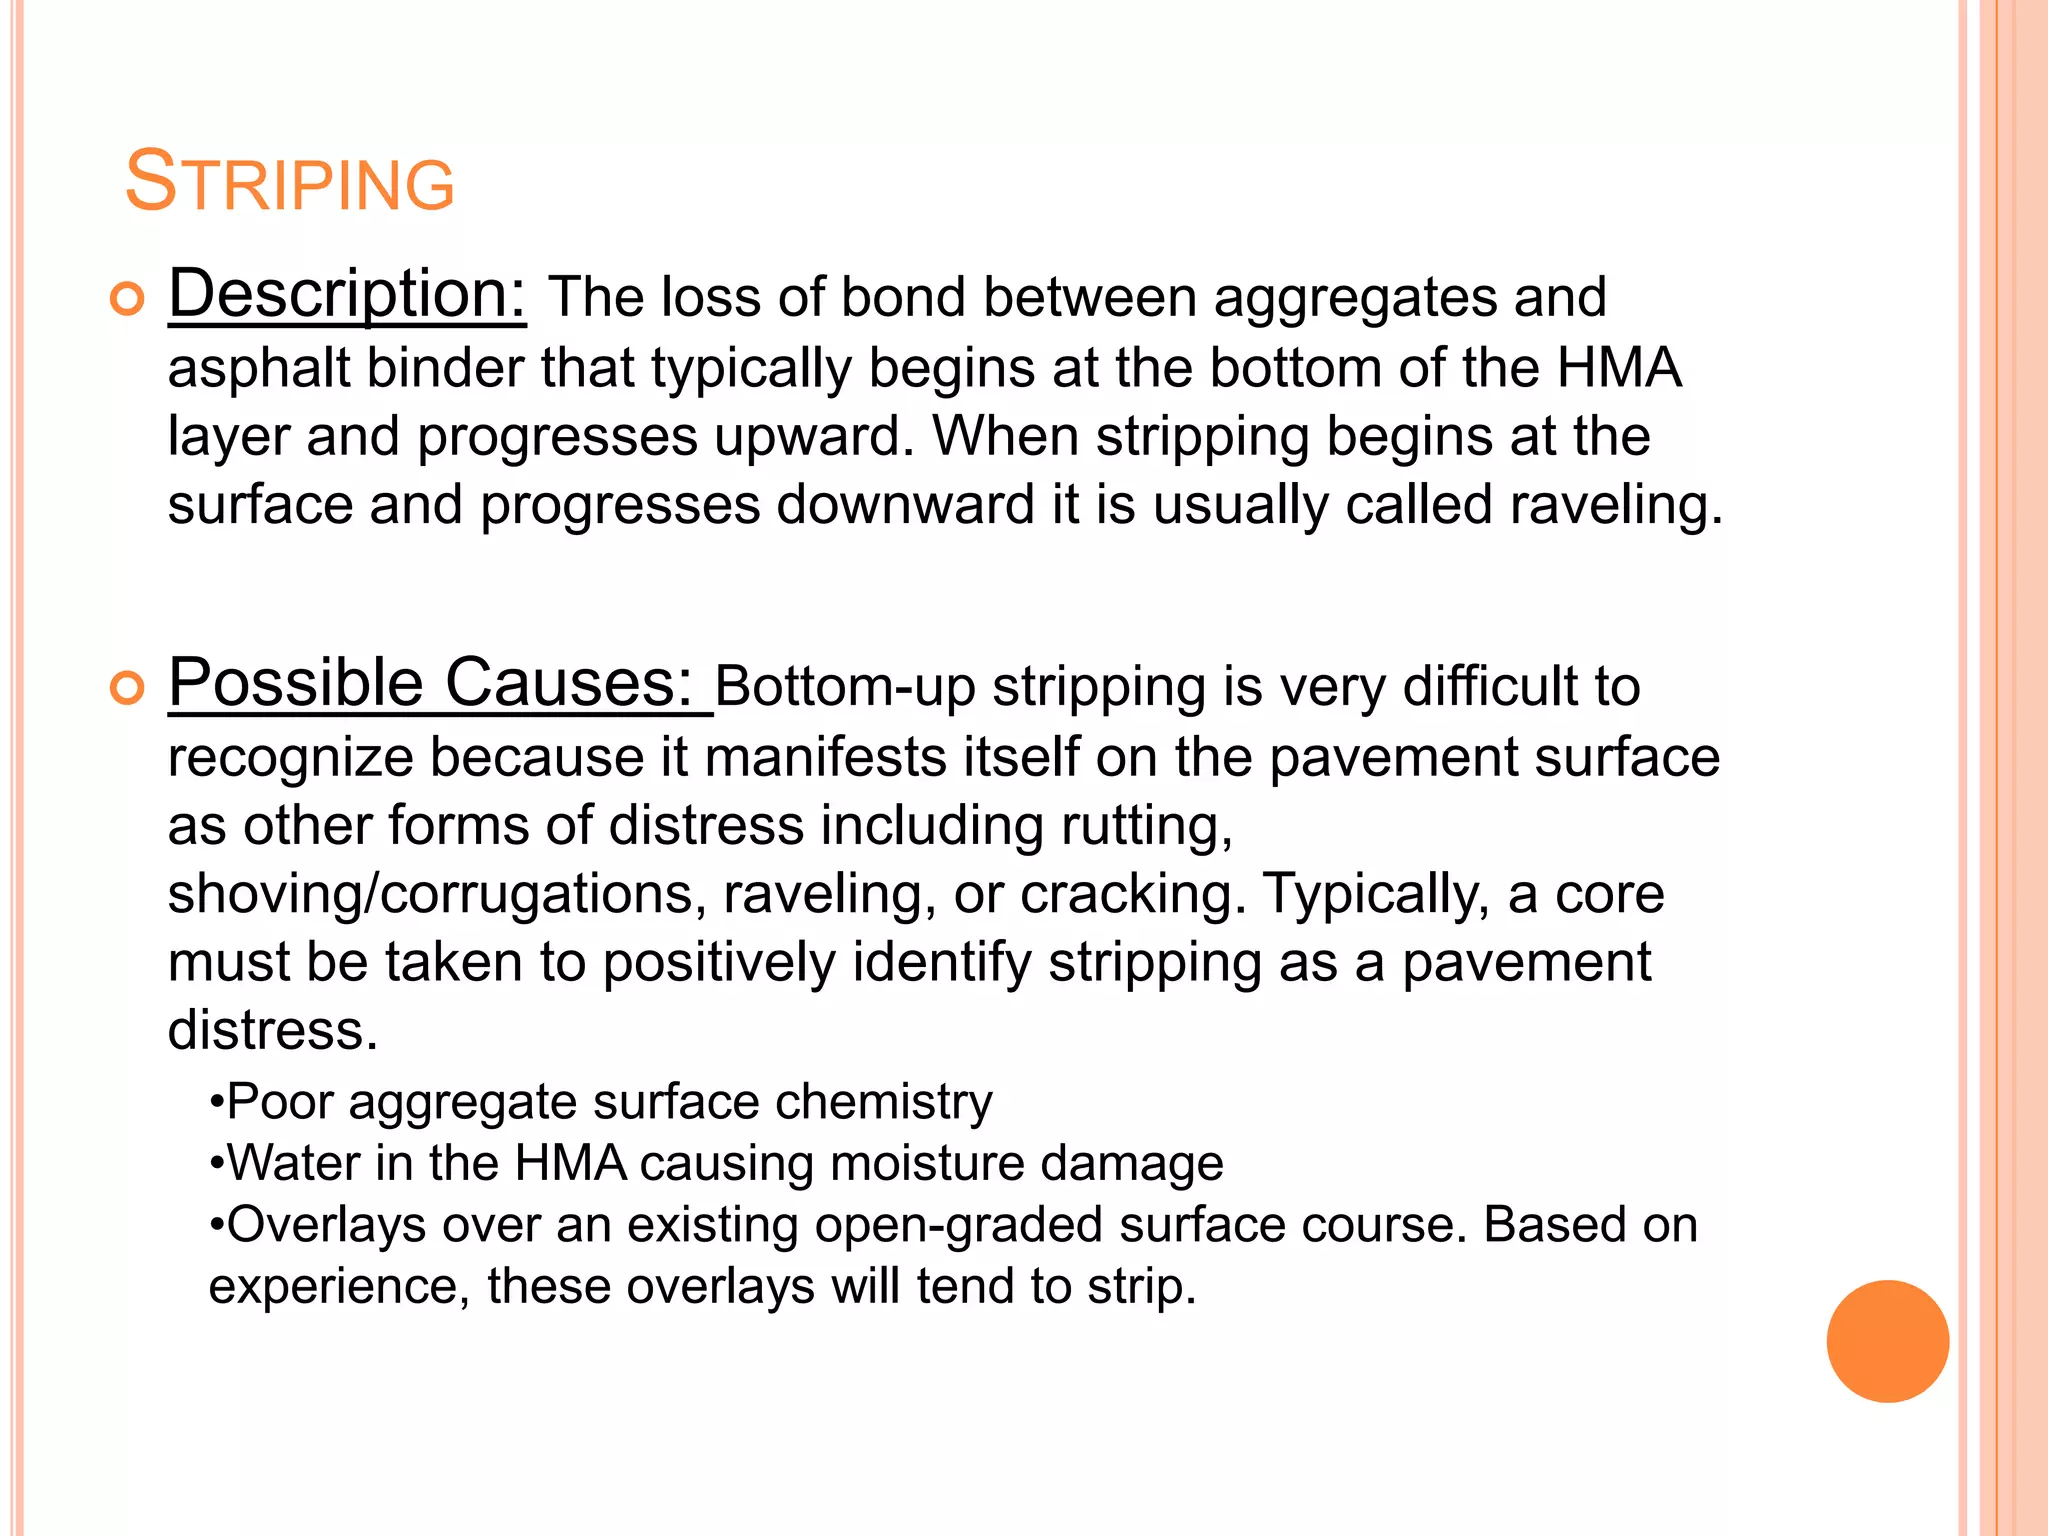 STRIPING
Description: The loss of bond between aggregates and
asphalt binder that typically begins at the bottom of the HMA
layer and progresses upward. When stripping begins at the
surface and progresses downward it is usually called raveling.
Possible Causes: Bottom-up stripping is very difficult to
recognize because it manifests itself on the pavement surface
as other forms of distress including rutting,
shoving/corrugations, raveling, or cracking. Typically, a core
must be taken to positively identify stripping as a pavement
distress.
•Poor aggregate surface chemistry
•Water in the HMA causing moisture damage
•Overlays over an existing open-graded surface course. Based on
experience, these overlays will tend to strip.